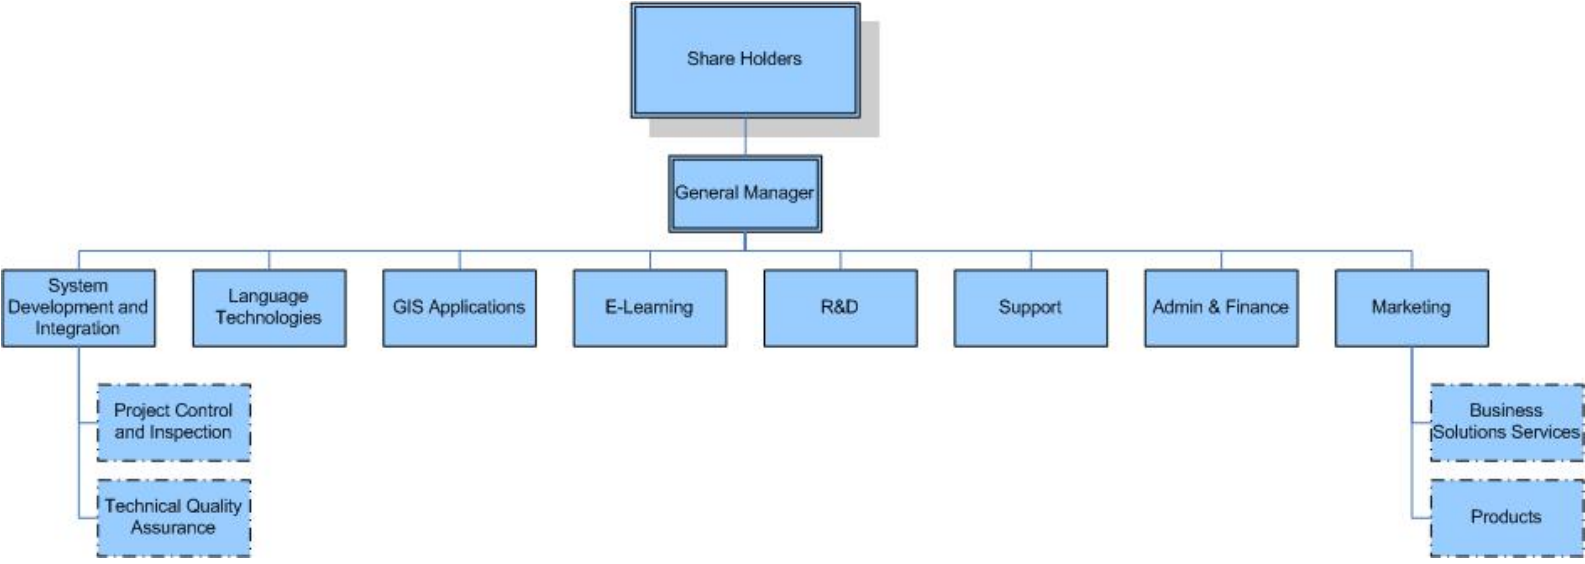 Share Holders
General Manager
System
Development and
Integration
Language
Technologies
GIS Applications
E-Learning
R&D
Support
Admin & Finance
Marketing
Project Control
and Inspection
Business
Solutions Services
Technical Quality
Assurance
Products